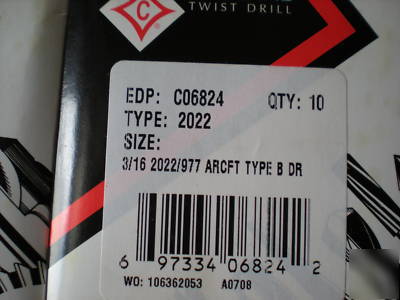 C
TWIST DRILL
EDP: C06824 QTY: 10
TYPE: 2022
SIZE:
3/16 2022/977 ARCFT TYPE B DR
6 97334 06824 2
WO: 106362053 A0708